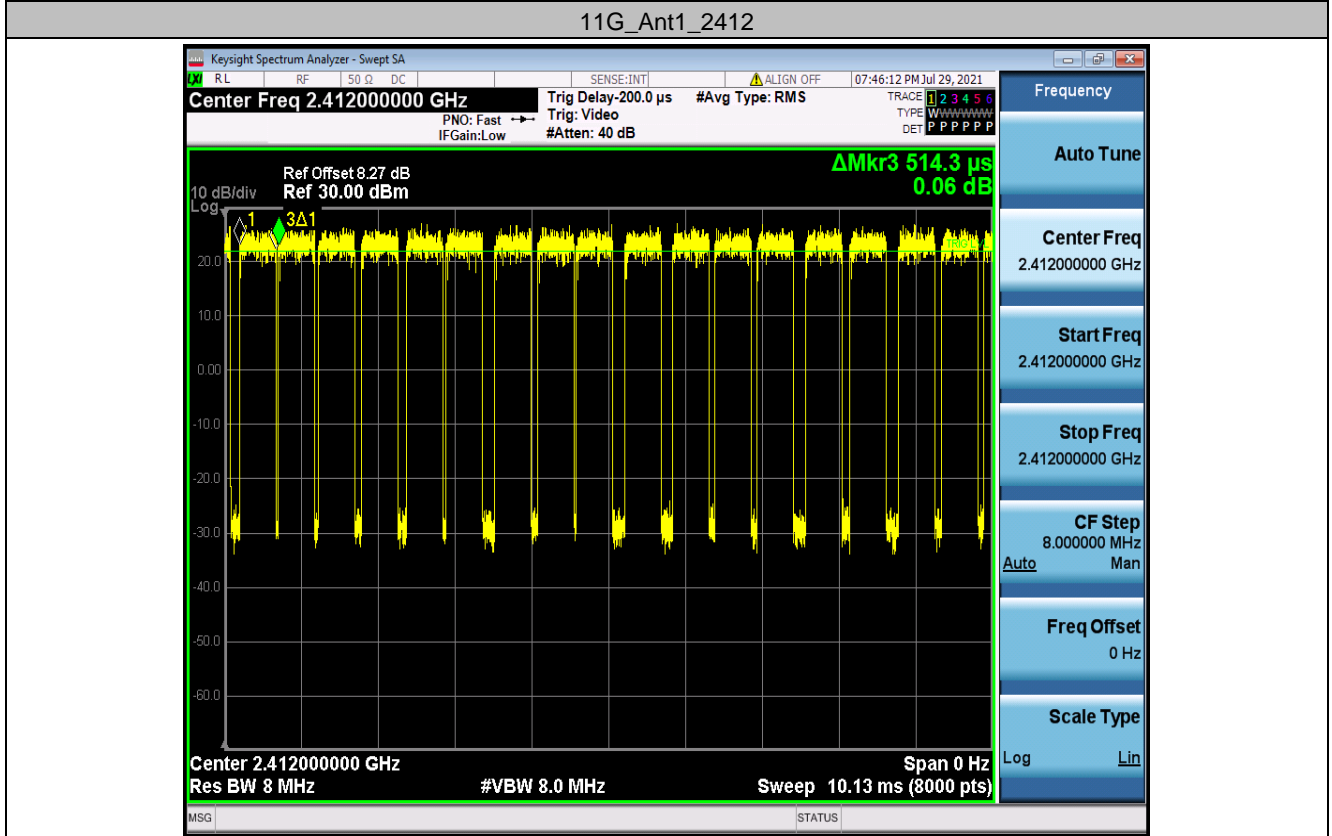 11G_Ant1_2412
Keysight Spectrum Analyzer - Swept SA
LXI RL RF 50 Ω DC SENSE:INT ALIGN OFF 07:46:12 PM Jul 29, 2021
Center Freq 2.412000000 GHz
PNO: Fast
IFGain:Low
Trig Delay-200.0 µs
Trig: Video
#Atten: 40 dB
#Avg Type: RMS
TRACE 1 2 3 4 5 6
TYPE WWWWWW
DET P P P P P P
ΔMkr3 514.3 µs
0.06 dB
Ref Offset 8.27 dB
10 dB/div Ref 30.00 dBm
Log
1 3Δ1
TRIG LVL
20.0
10.0
0.00
-10.0
-20.0
-30.0
-40.0
-50.0
-60.0
Center 2.412000000 GHz Span 0 Hz
Res BW 8 MHz #VBW 8.0 MHz Sweep 10.13 ms (8000 pts)
MSG STATUS
Frequency
Auto Tune
Center Freq
2.412000000 GHz
Start Freq
2.412000000 GHz
Stop Freq
2.412000000 GHz
CF Step
8.000000 MHz
Auto Man
Freq Offset
0 Hz
Scale Type
Log Lin